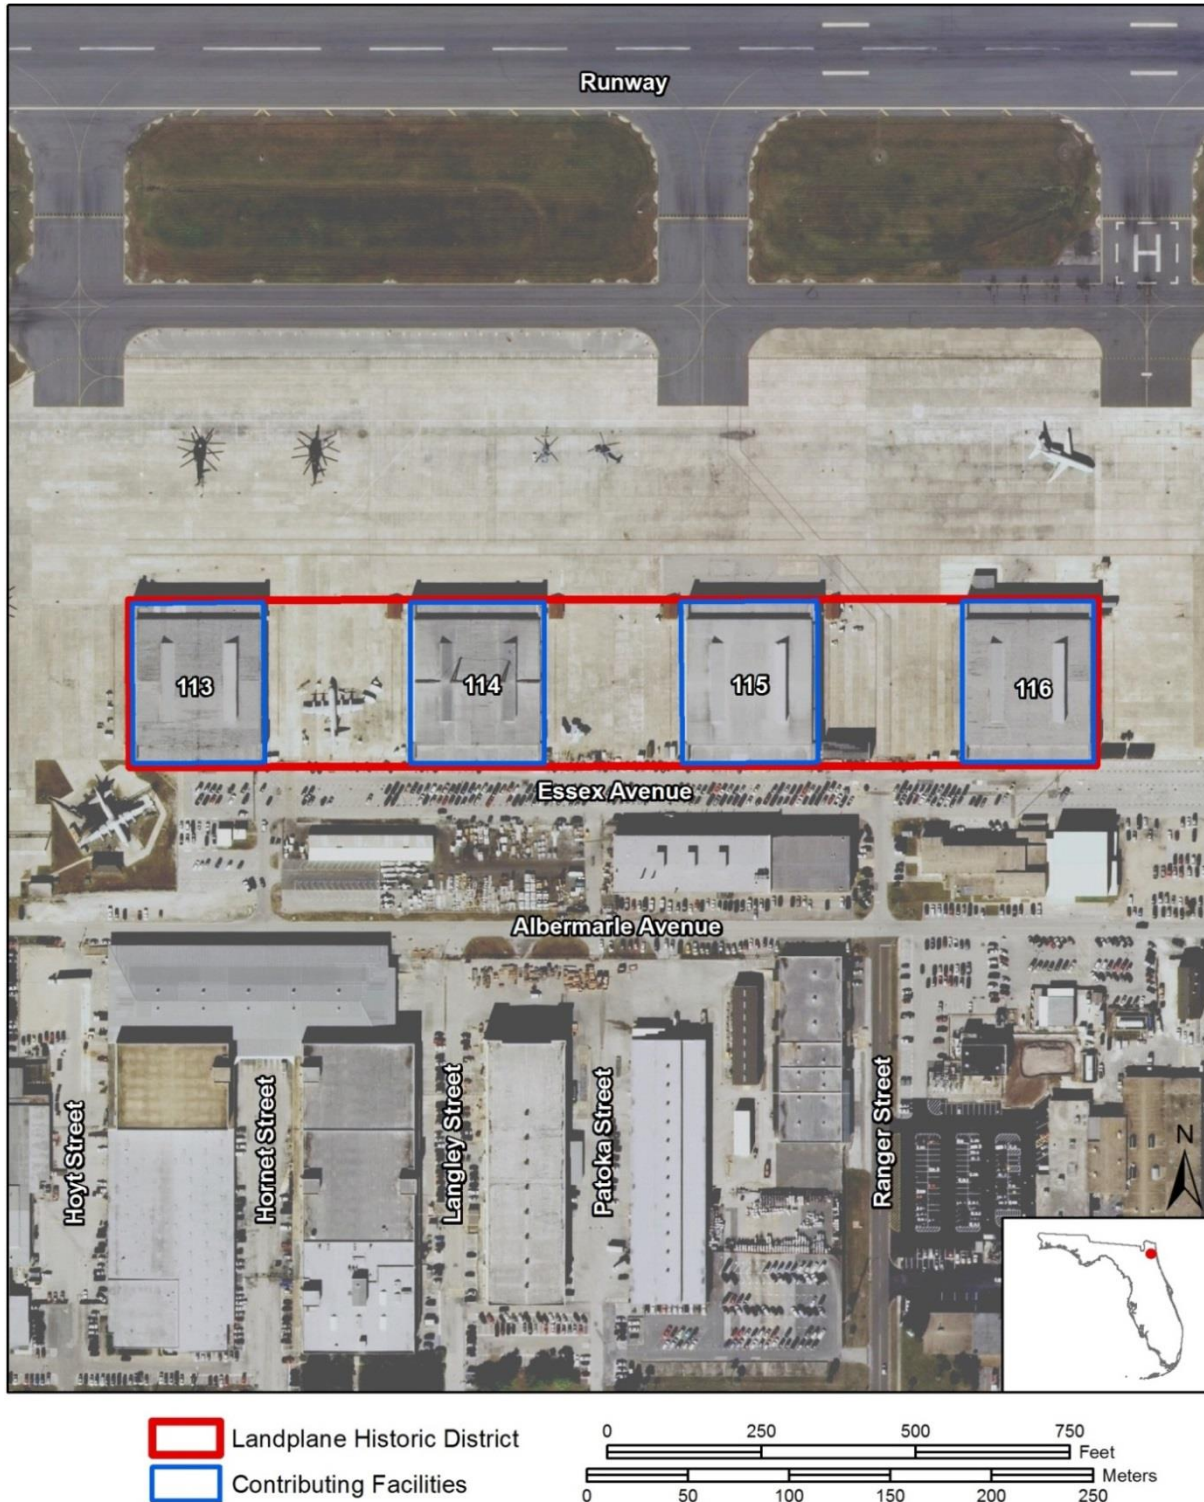 Runway
H
113
114
115
116
Essex Avenue
Albermarle Avenue
Hoyt Street
Hornet Street
Langley Street
Patoka Street
Ranger Street
N
Landplane Historic District
Contributing Facilities
0 250 500 750
Feet
Meters
0 50 100 150 200 250